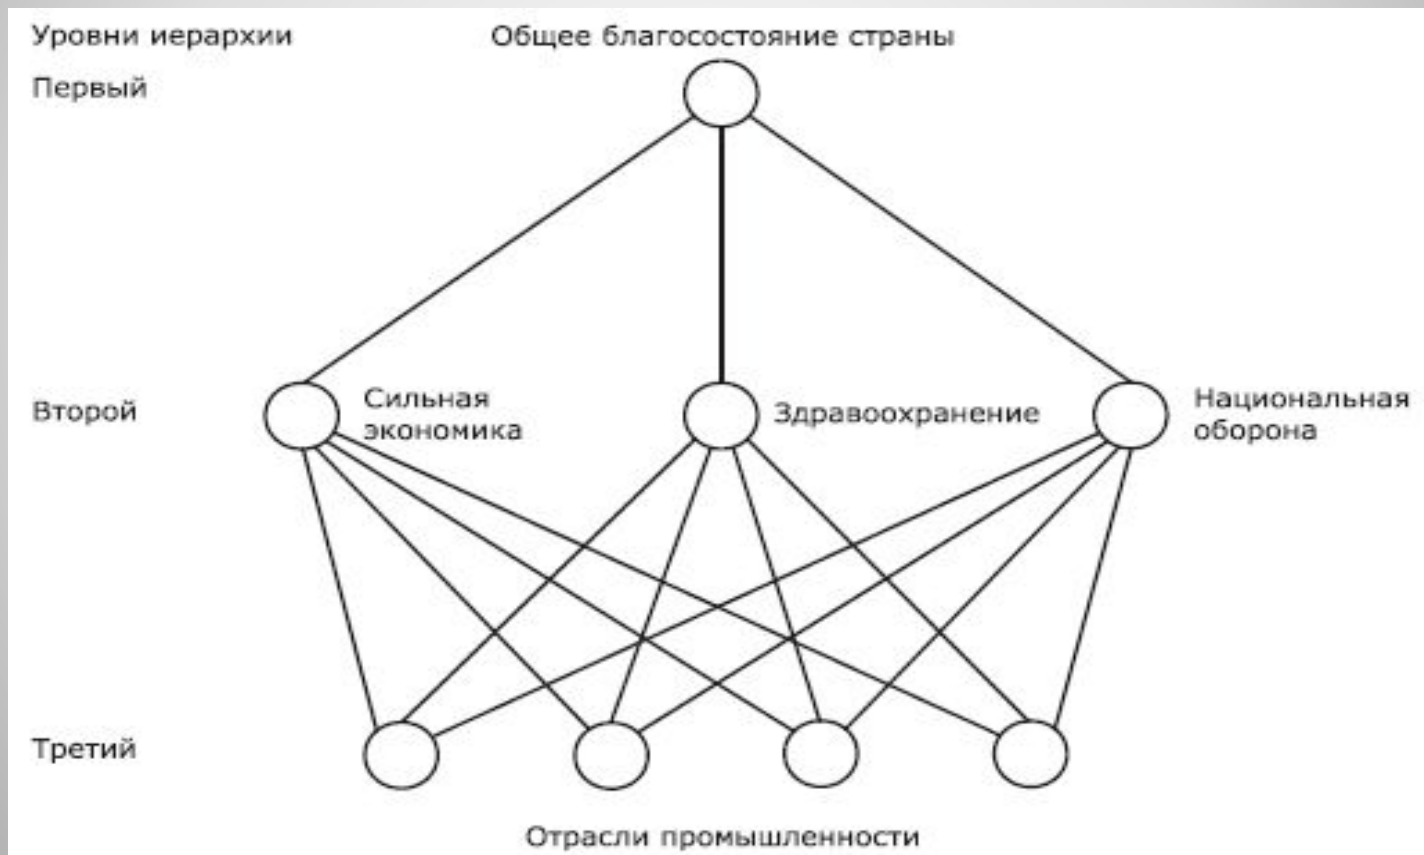 Уровни иерархии
Общее благосостояние страны
Первый
Второй
Сильная
экономика
Здравоохранение
Национальная
оборона
Третий
Отрасли промышленности